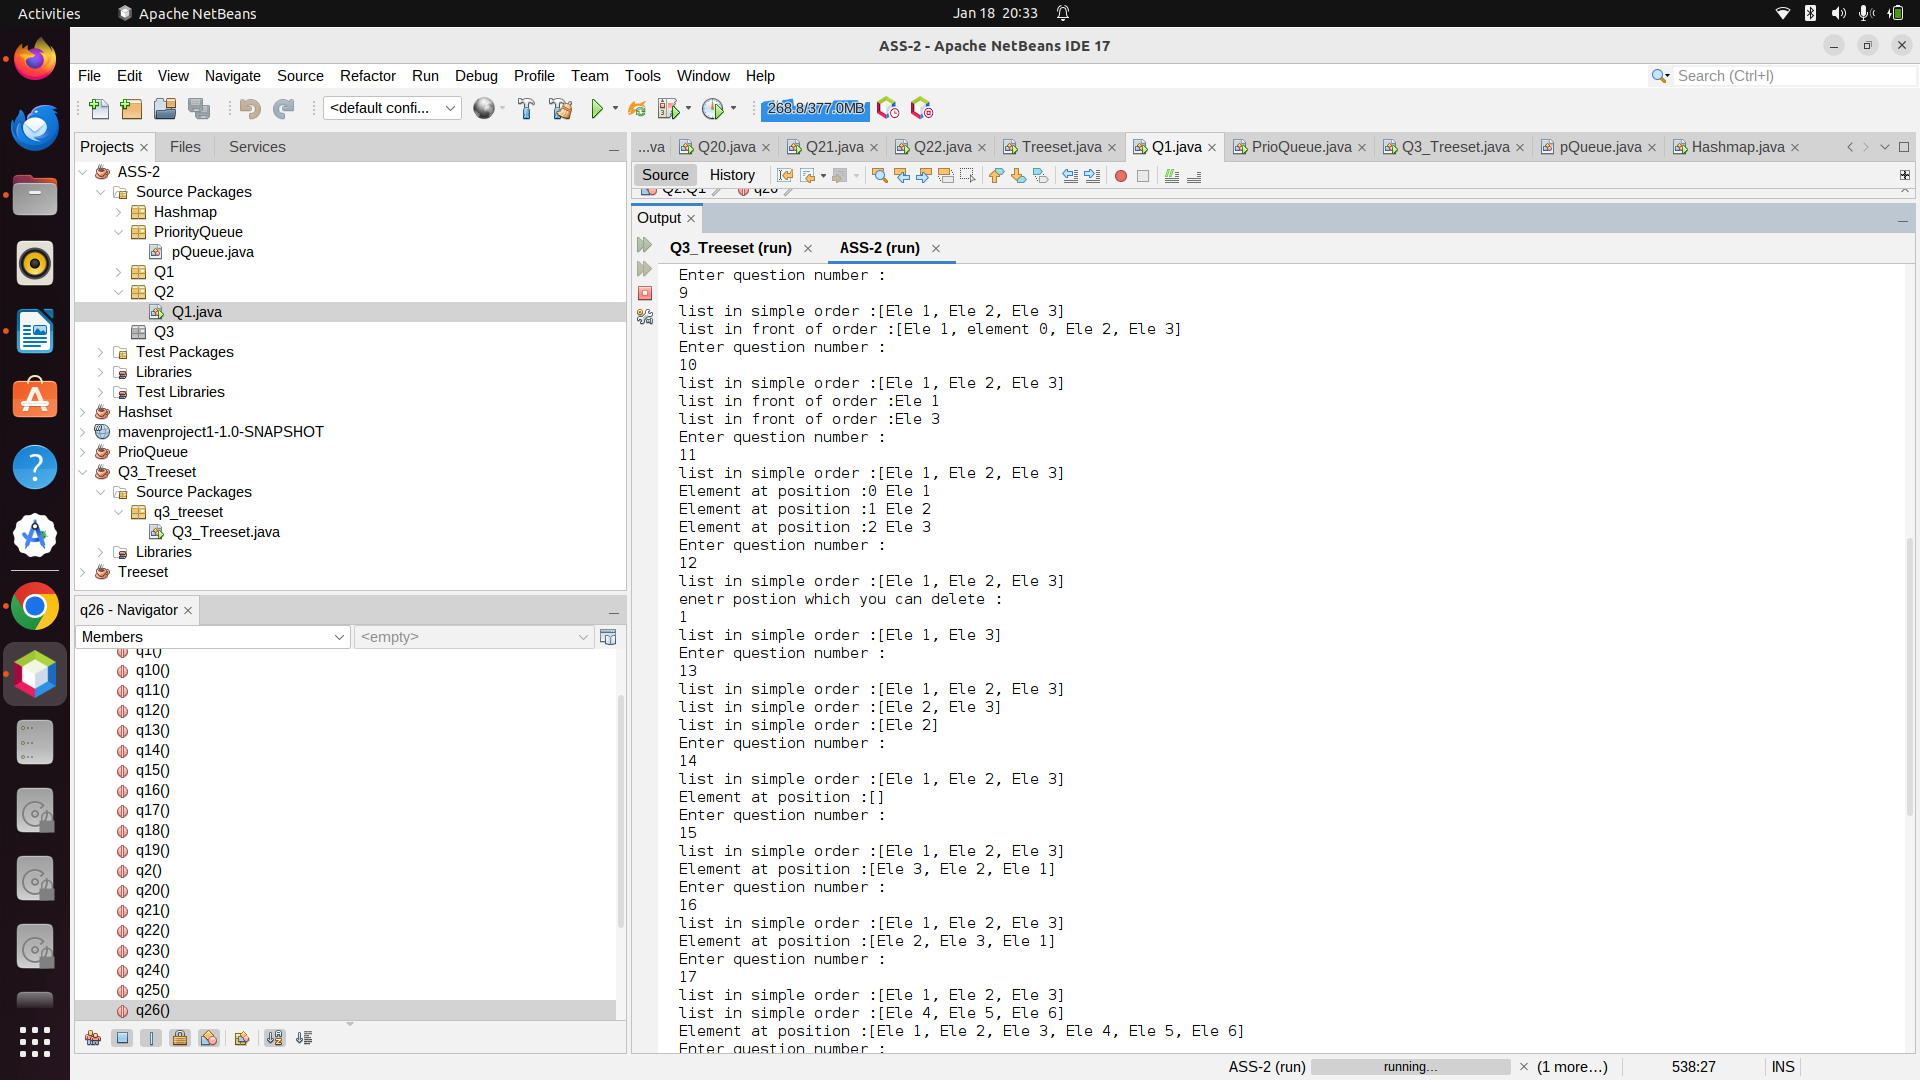 Activities
Apache NetBeans
Jan 18 20:33
ASS-2 - Apache NetBeans IDE 17
File Edit View Navigate Source Refactor Run Debug Profile Team Tools Window Help
Search (Ctrl+I)
<default confi...
268.8/377.0MB
Projects
Files
Services
ASS-2
Source Packages
Hashmap
PriorityQueue
pQueue.java
Q1
Q2
Q1.java
Q3
Test Packages
Libraries
Test Libraries
Hashset
mavenproject1-1.0-SNAPSHOT
PrioQueue
Q3_Treeset
Source Packages
q3_treeset
Q3_Treeset.java
Libraries
Treeset
q26 - Navigator
Members
<empty>
q1()
q10()
q11()
q12()
q13()
q14()
q15()
q16()
q17()
q18()
q19()
q2()
q20()
q21()
q22()
q23()
q24()
q25()
q26()
...va Q20.java Q21.java Q22.java Treeset.java Q1.java PrioQueue.java Q3_Treeset.java pQueue.java Hashmap.java
Source History
Q2.Q1 q26
Output
Q3_Treeset (run) ASS-2 (run)
Enter question number :
9
list in simple order :[Ele 1, Ele 2, Ele 3]
list in front of order :[Ele 1, element 0, Ele 2, Ele 3]
Enter question number :
10
list in simple order :[Ele 1, Ele 2, Ele 3]
list in front of order :Ele 1
list in front of order :Ele 3
Enter question number :
11
list in simple order :[Ele 1, Ele 2, Ele 3]
Element at position :0 Ele 1
Element at position :1 Ele 2
Element at position :2 Ele 3
Enter question number :
12
list in simple order :[Ele 1, Ele 2, Ele 3]
enetr postion which you can delete :
1
list in simple order :[Ele 1, Ele 3]
Enter question number :
13
list in simple order :[Ele 1, Ele 2, Ele 3]
list in simple order :[Ele 2, Ele 3]
list in simple order :[Ele 2]
Enter question number :
14
list in simple order :[Ele 1, Ele 2, Ele 3]
Element at position :[]
Enter question number :
15
list in simple order :[Ele 1, Ele 2, Ele 3]
Element at position :[Ele 3, Ele 2, Ele 1]
Enter question number :
16
list in simple order :[Ele 1, Ele 2, Ele 3]
Element at position :[Ele 2, Ele 3, Ele 1]
Enter question number :
17
list in simple order :[Ele 1, Ele 2, Ele 3]
list in simple order :[Ele 4, Ele 5, Ele 6]
Element at position :[Ele 1, Ele 2, Ele 3, Ele 4, Ele 5, Ele 6]
Enter question number :
ASS-2 (run)
running...
(1 more...)
538:27
INS